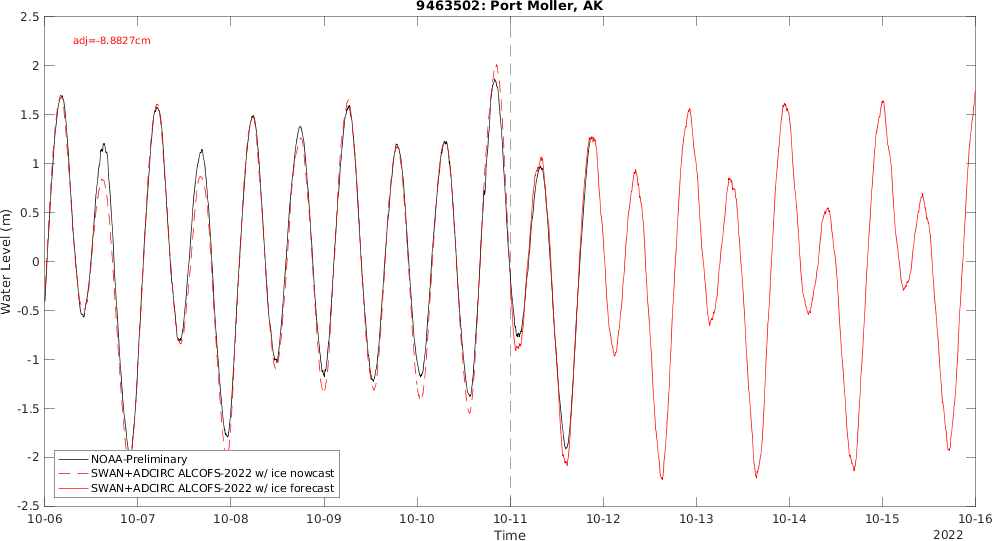 9463502: Port Moller, AK
adj=-8.8827cm
2.5
2
1.5
1
0.5
0
-0.5
-1
-1.5
-2
-2.5
Water Level (m)
NOAA-Preliminary
SWAN+ADCIRC ALCOFS-2022 w/ ice nowcast
SWAN+ADCIRC ALCOFS-2022 w/ ice forecast
10-06 10-07 10-08 10-09 10-10 10-11 10-12 10-13 10-14 10-15 10-16
Time
2022